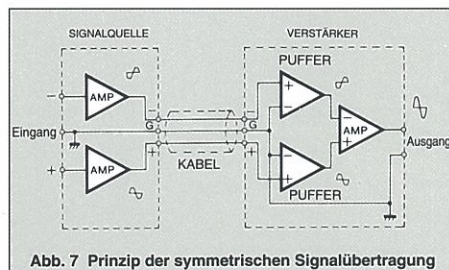 SIGNALQUELLE
VERSTÄRKER
PUFFER
− AMP − − + −
Eingang G G − AMP +
KABEL
Ausgang
+ AMP + + − +
PUFFER
Abb. 7 Prinzip der symmetrischen Signalübertragung